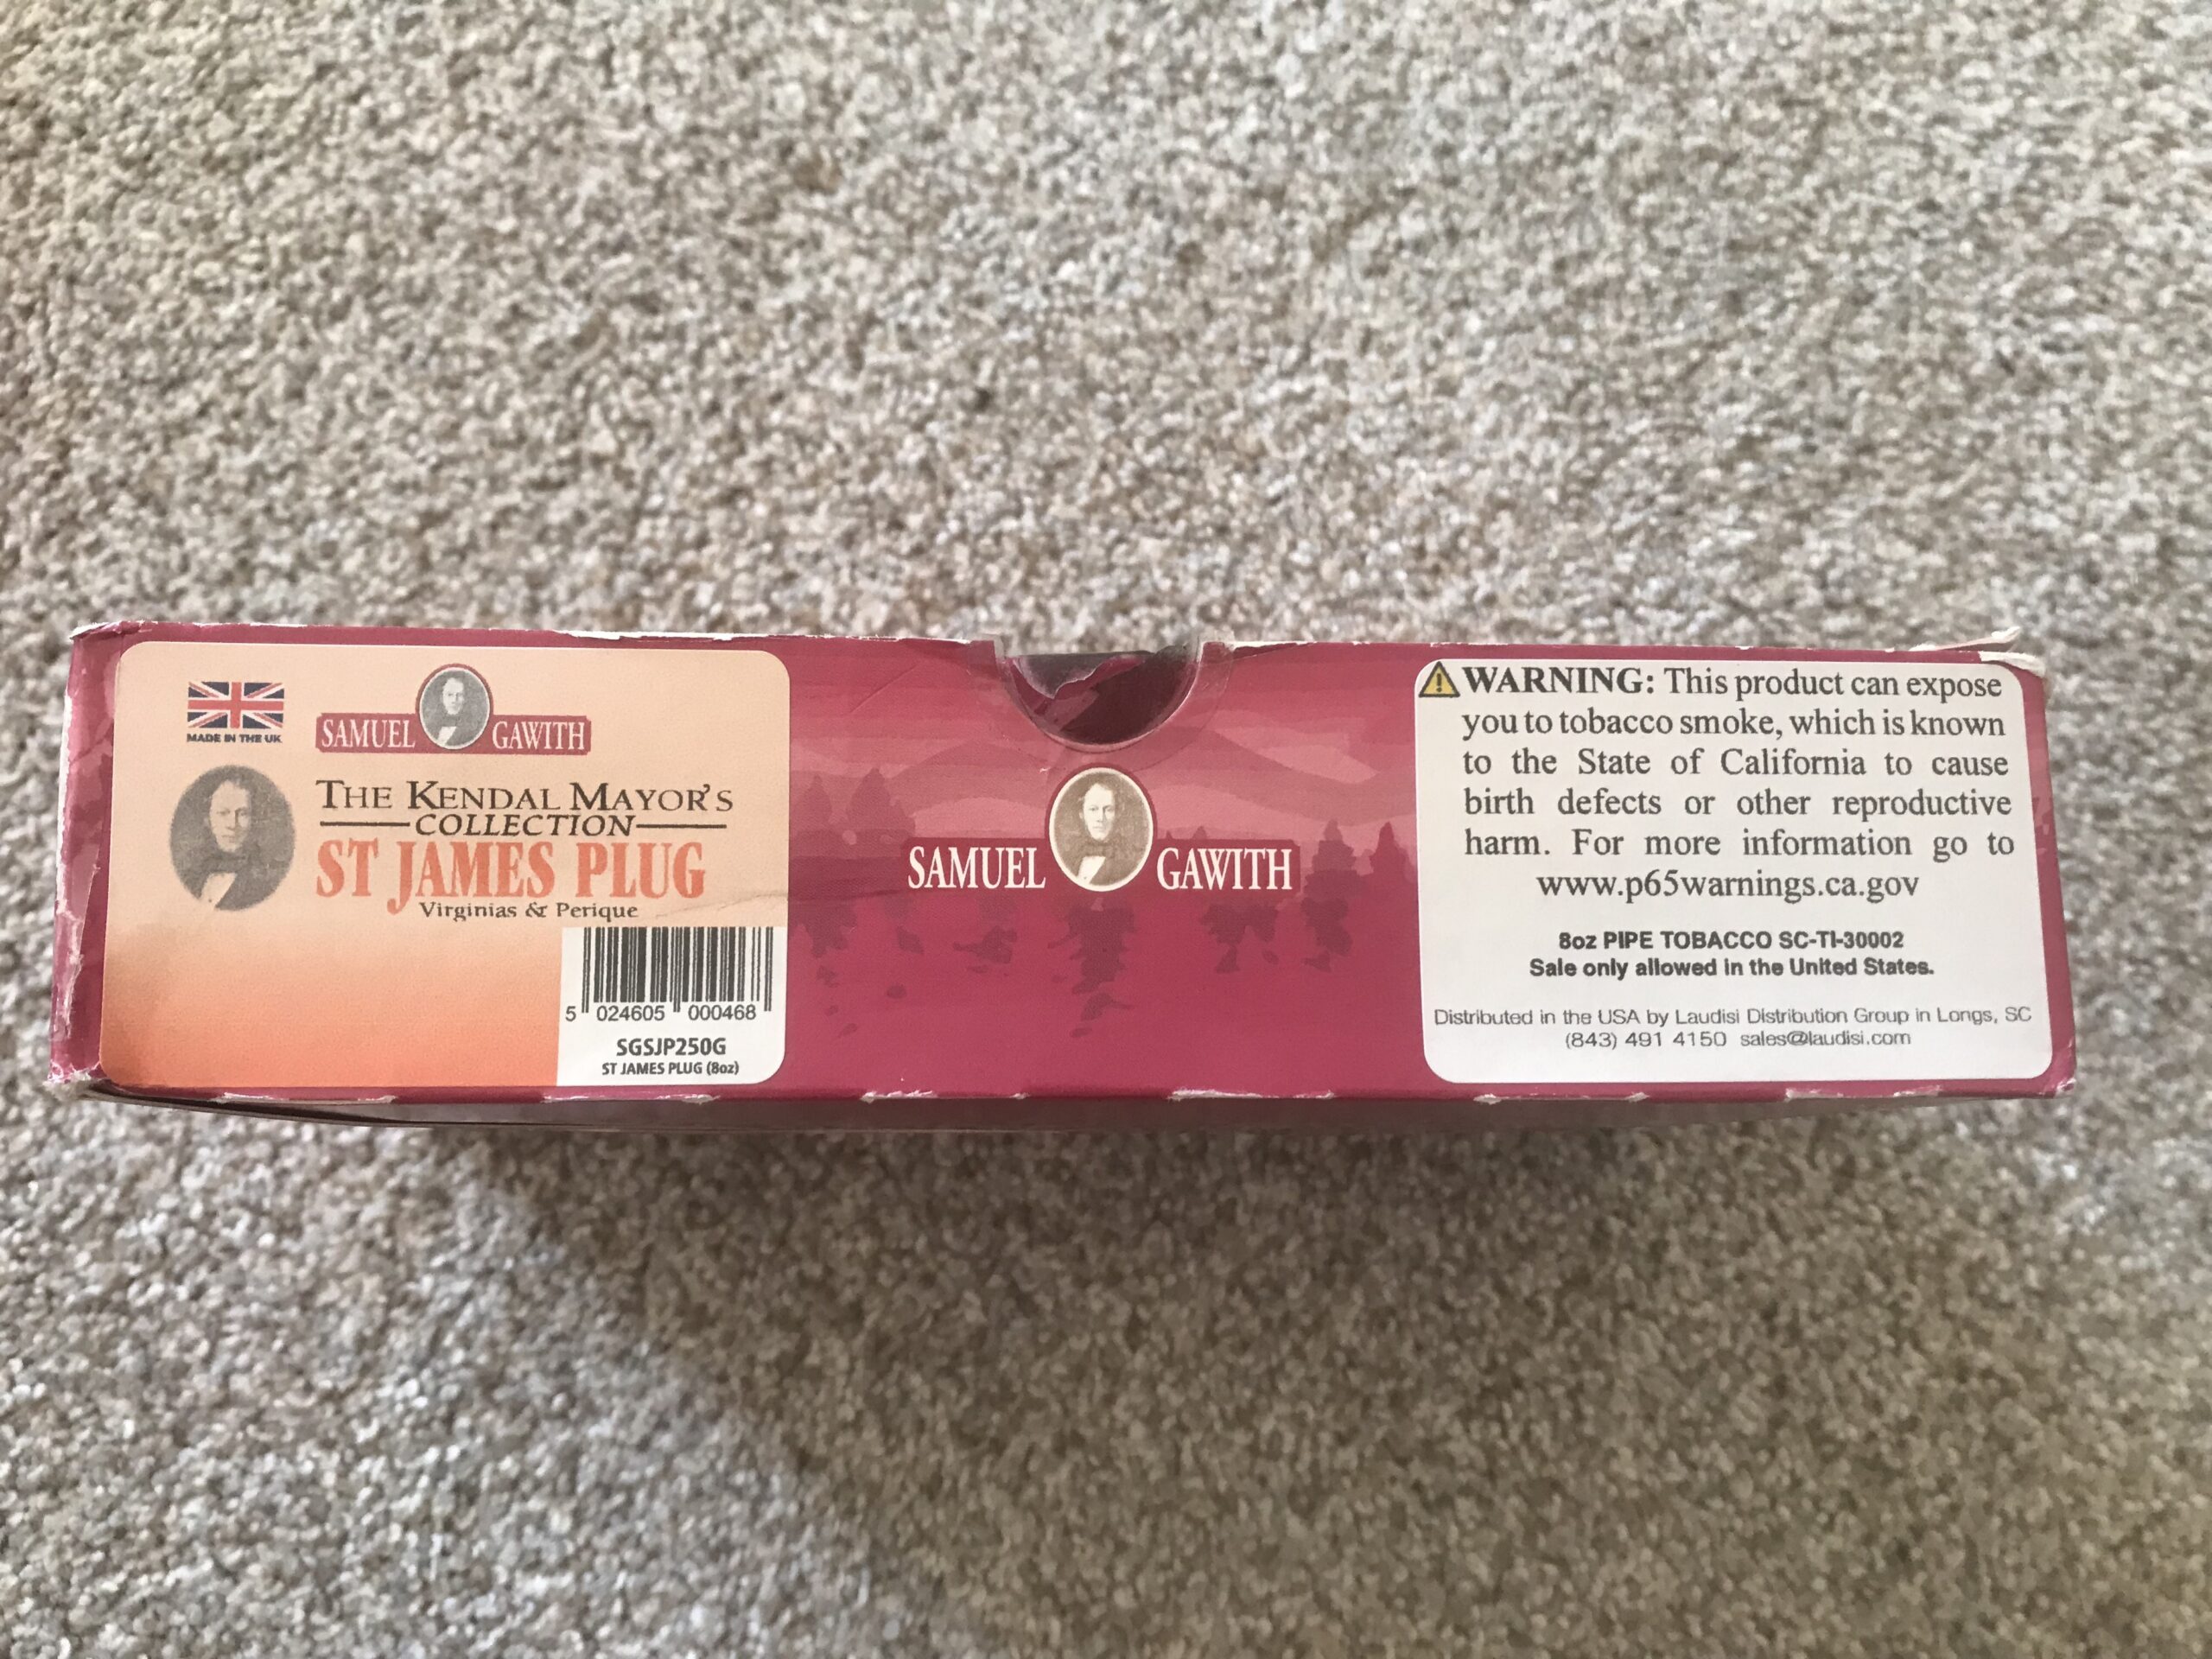 MADE IN THE UK
SAMUEL GAWITH
THE KENDAL MAYOR'S
COLLECTION
ST JAMES PLUG
Virginias & Perique
5 024605 000468
SGSJP250G
ST JAMES PLUG (8oz)
SAMUEL GAWITH
WARNING: This product can expose
you to tobacco smoke, which is known
to the State of California to cause
birth defects or other reproductive
harm. For more information go to
www.p65warnings.ca.gov
8oz PIPE TOBACCO SC-TI-30002
Sale only allowed in the United States.
Distributed in the USA by Laudisi Distribution Group in Longs, SC
(843) 491 4150 sales@laudisi.com